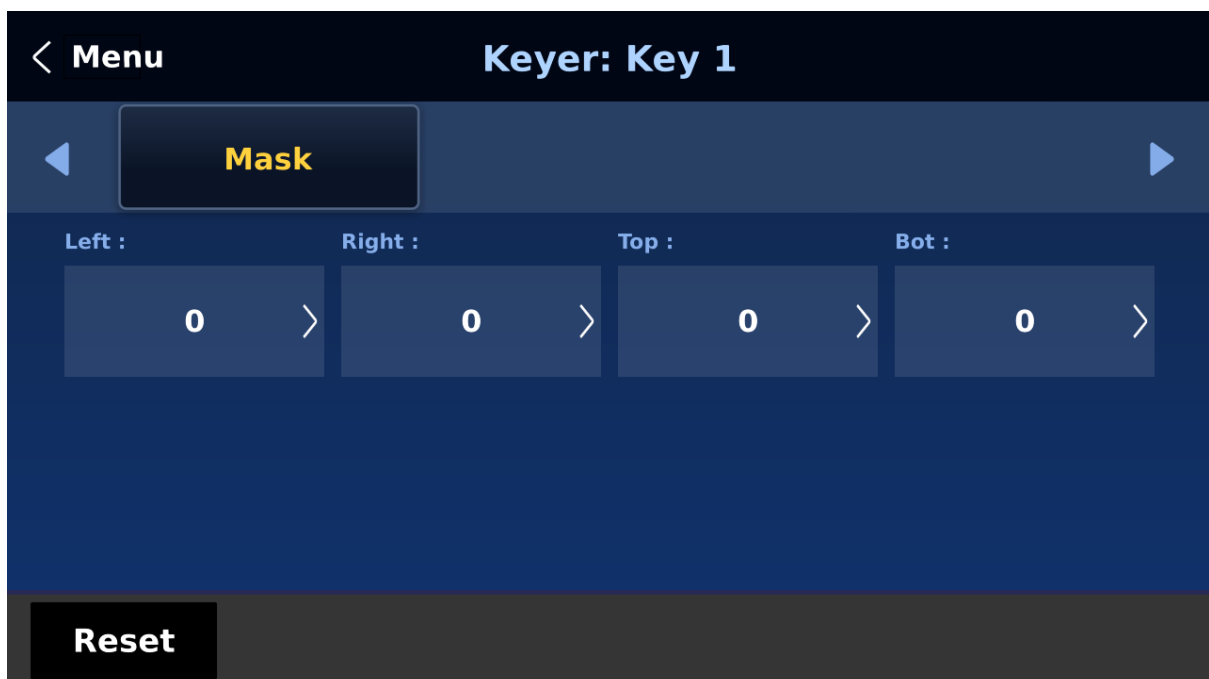 Menu
Keyer: Key 1
Mask
Left : Right : Top : Bot :
0 0 0 0
Reset